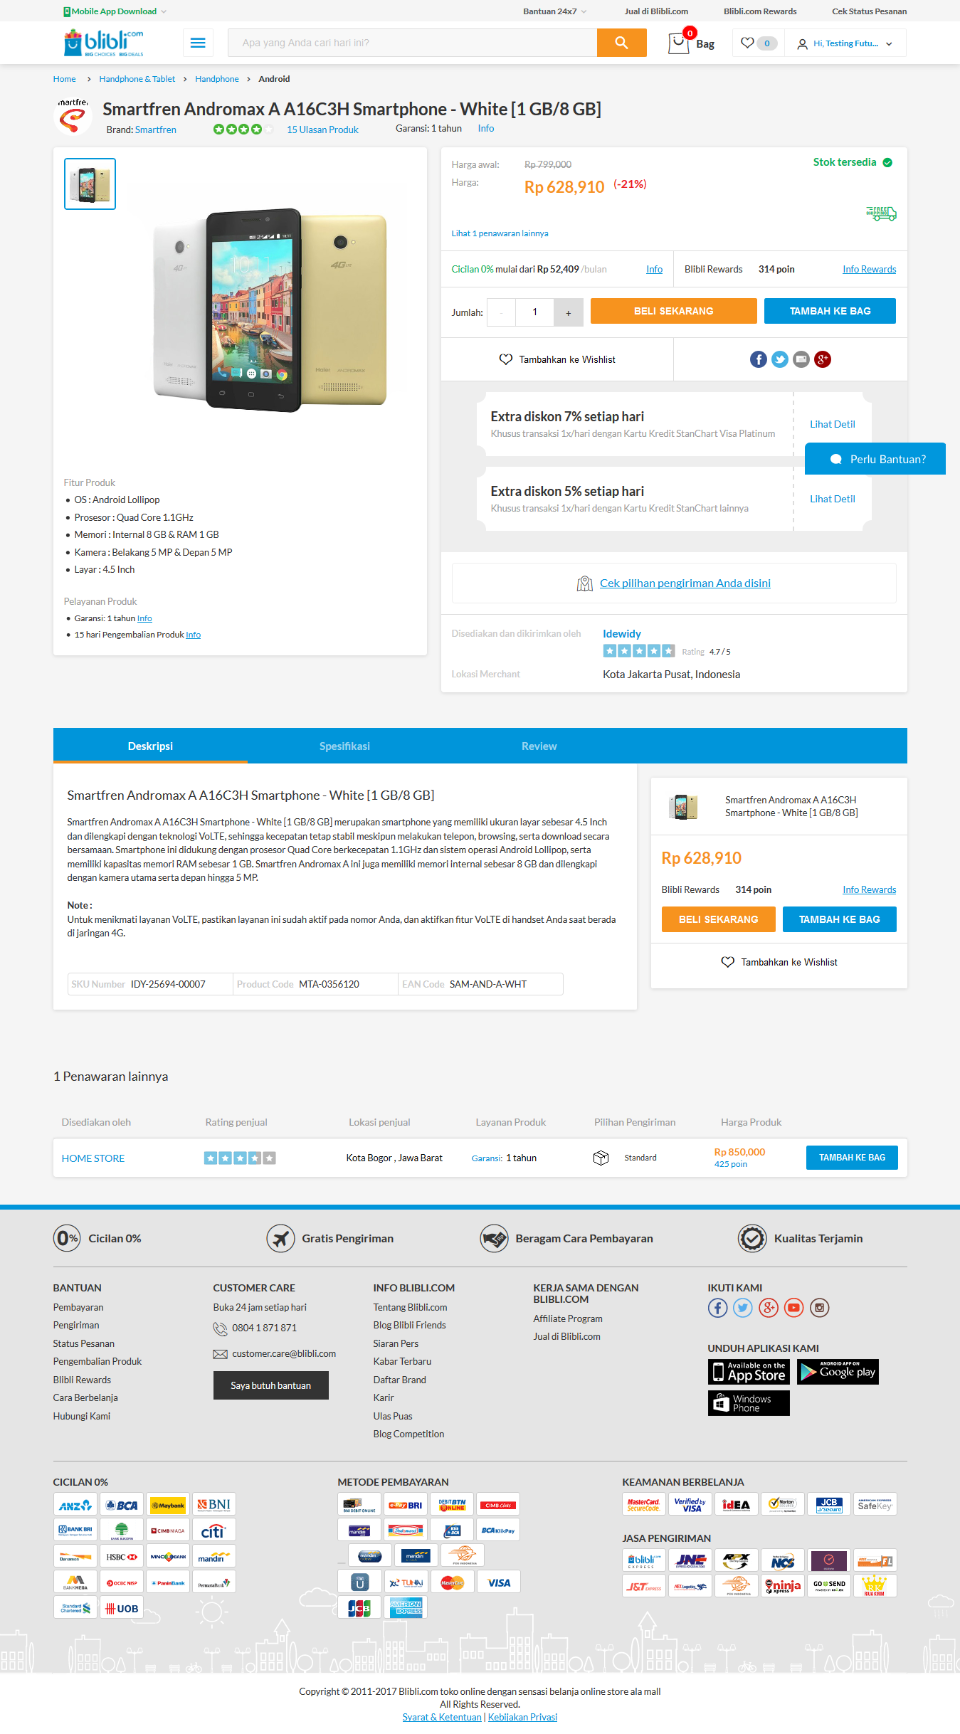 Mobile App Download
Bantuan 24x7
Jual di Blibli.com
Blibli.com Rewards
Cek Status Pesanan
blibli.com
BIG CHOICES BIG DEALS
Apa yang Anda cari hari ini?
0
Bag
0
Hi, Testing Futu...
Home > Handphone & Tablet > Handphone > Android
martfre
Smartfren Andromax A A16C3H Smartphone - White [1 GB/8 GB]
Brand: Smartfren
15 Ulasan Produk
Garansi: 1 tahun
Info
Harga awal: Rp 799,000
Stok tersedia
Harga: Rp 628,910 (-21%)
FREE SHIPPING
Lihat 1 penawaran lainnya
Cicilan 0% mulai dari Rp 52,409 /bulan
Info
Blibli Rewards 314 poin
Info Rewards
Jumlah: - 1 +
BELI SEKARANG
TAMBAH KE BAG
Tambahkan ke Wishlist
Extra diskon 7% setiap hari
Khusus transaksi 1x/hari dengan Kartu Kredit StanChart Visa Platinum
Lihat Detil
Perlu Bantuan?
Extra diskon 5% setiap hari
Khusus transaksi 1x/hari dengan Kartu Kredit StanChart lainnya
Lihat Detil
Fitur Produk
OS : Android Lollipop
Prosesor : Quad Core 1.1GHz
Memori : Internal 8 GB & RAM 1 GB
Kamera : Belakang 5 MP & Depan 5 MP
Layar : 4.5 Inch
Pelayanan Produk
Garansi: 1 tahun Info
15 hari Pengembalian Produk Info
Cek pilihan pengiriman Anda disini
Disediakan dan dikirimkan oleh
Idewidy
Rating 4.7 / 5
Lokasi Merchant
Kota Jakarta Pusat, Indonesia
Deskripsi
Spesifikasi
Review
Smartfren Andromax A A16C3H Smartphone - White [1 GB/8 GB]
Smartfren Andromax A A16C3H Smartphone - White [1 GB/8 GB] merupakan smartphone yang memiliki ukuran layar sebesar 4.5 Inch
dan dilengkapi dengan teknologi VoLTE, sehingga kecepatan tetap stabil meskipun melakukan telepon, browsing, serta download secara
bersamaan. Smartphone ini didukung dengan prosesor Quad Core berkecepatan 1.1GHz dan sistem operasi Android Lollipop, serta
memiliki kapasitas memori RAM sebesar 1 GB. Smartfren Andromax A ini juga memiliki memori internal sebesar 8 GB dan dilengkapi
dengan kamera utama serta depan hingga 5 MP.
Note :
Untuk menikmati layanan VoLTE, pastikan layanan ini sudah aktif pada nomor Anda, dan aktifkan fitur VoLTE di handset Anda saat berada
di jaringan 4G.
SKU Number IDY-25694-00007
Product Code MTA-0356120
EAN Code SAM-AND-A-WHT
Smartfren Andromax A A16C3H
Smartphone - White [1 GB/8 GB]
Rp 628,910
Blibli Rewards 314 poin
Info Rewards
BELI SEKARANG
TAMBAH KE BAG
Tambahkan ke Wishlist
1 Penawaran lainnya
Disediakan oleh
Rating penjual
Lokasi penjual
Layanan Produk
Pilihan Pengiriman
Harga Produk
HOME STORE
Kota Bogor , Jawa Barat
Garansi: 1 tahun
Standard
Rp 850,000
425 poin
TAMBAH KE BAG
0% Cicilan 0%
Gratis Pengiriman
Beragam Cara Pembayaran
Kualitas Terjamin
BANTUAN
Pembayaran
Pengiriman
Status Pesanan
Pengembalian Produk
Blibli Rewards
Cara Berbelanja
Hubungi Kami
CUSTOMER CARE
Buka 24 jam setiap hari
0804 1 871 871
customer.care@blibli.com
Saya butuh bantuan
INFO BLIBLI.COM
Tentang Blibli.com
Blog Blibli Friends
Siaran Pers
Kabar Terbaru
Daftar Brand
Karir
Ulas Puas
Blog Competition
KERJA SAMA DENGAN
BLIBLI.COM
Affiliate Program
Jual di Blibli.com
IKUTI KAMI
UNDUH APLIKASI KAMI
Available on the
App Store
ANDROID APP ON
Google play
Windows
Phone
CICILAN 0%
ANZ
BCA
Maybank
BNI
BANK BRI
CIMB NIAGA
citi
Danamon
HSBC
MNC BANK
mandiri
BANK MEGA
OCBC NISP
PaninBank
PermataBank
Standard Chartered
UOB
METODE PEMBAYARAN
BRI
DEBIT BTN ONLINE
CIMB CLICKS
mandiri
Indomaret
BCA KlikPay
mandiri
mandiri
POS INDONESIA
TUNAI
MasterCard
VISA
JCB
AMERICAN EXPRESS
KEAMANAN BERBELANJA
MasterCard. SecureCode.
Verified by VISA
idEA
Norton
JCB
SafeKey
JASA PENGIRIMAN
blibli EXPRESS
JNE
RPX
NCS
J&T EXPRESS
POS INDONESIA
ninja
GO SEND
Copyright © 2011-2017 Blibli.com toko online dengan sensasi belanja online store ala mall
All Rights Reserved.
Syarat & Ketentuan | Kebijakan Privasi